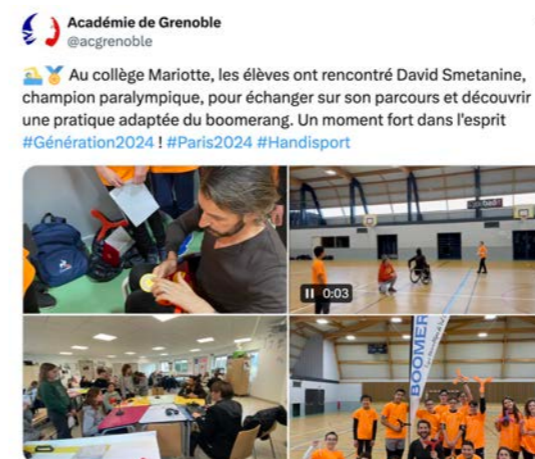 Académie de Grenoble
@acgrenoble
🏊🏅 Au collège Mariotte, les élèves ont rencontré David Smetanine,
champion paralympique, pour échanger sur son parcours et découvrir
une pratique adaptée du boomerang. Un moment fort dans l'esprit
#Génération2024 ! #Paris2024 #Handisport
0:03
BOOMER